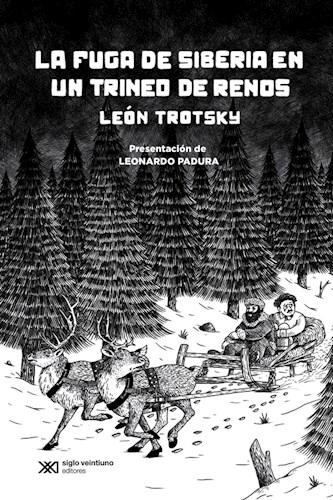 LA FUGA DE SIBERIA EN
UN TRINEO DE RENOS
LEÓN TROTSKY
Presentación de
LEONARDO PADURA
siglo veintiuno
editores